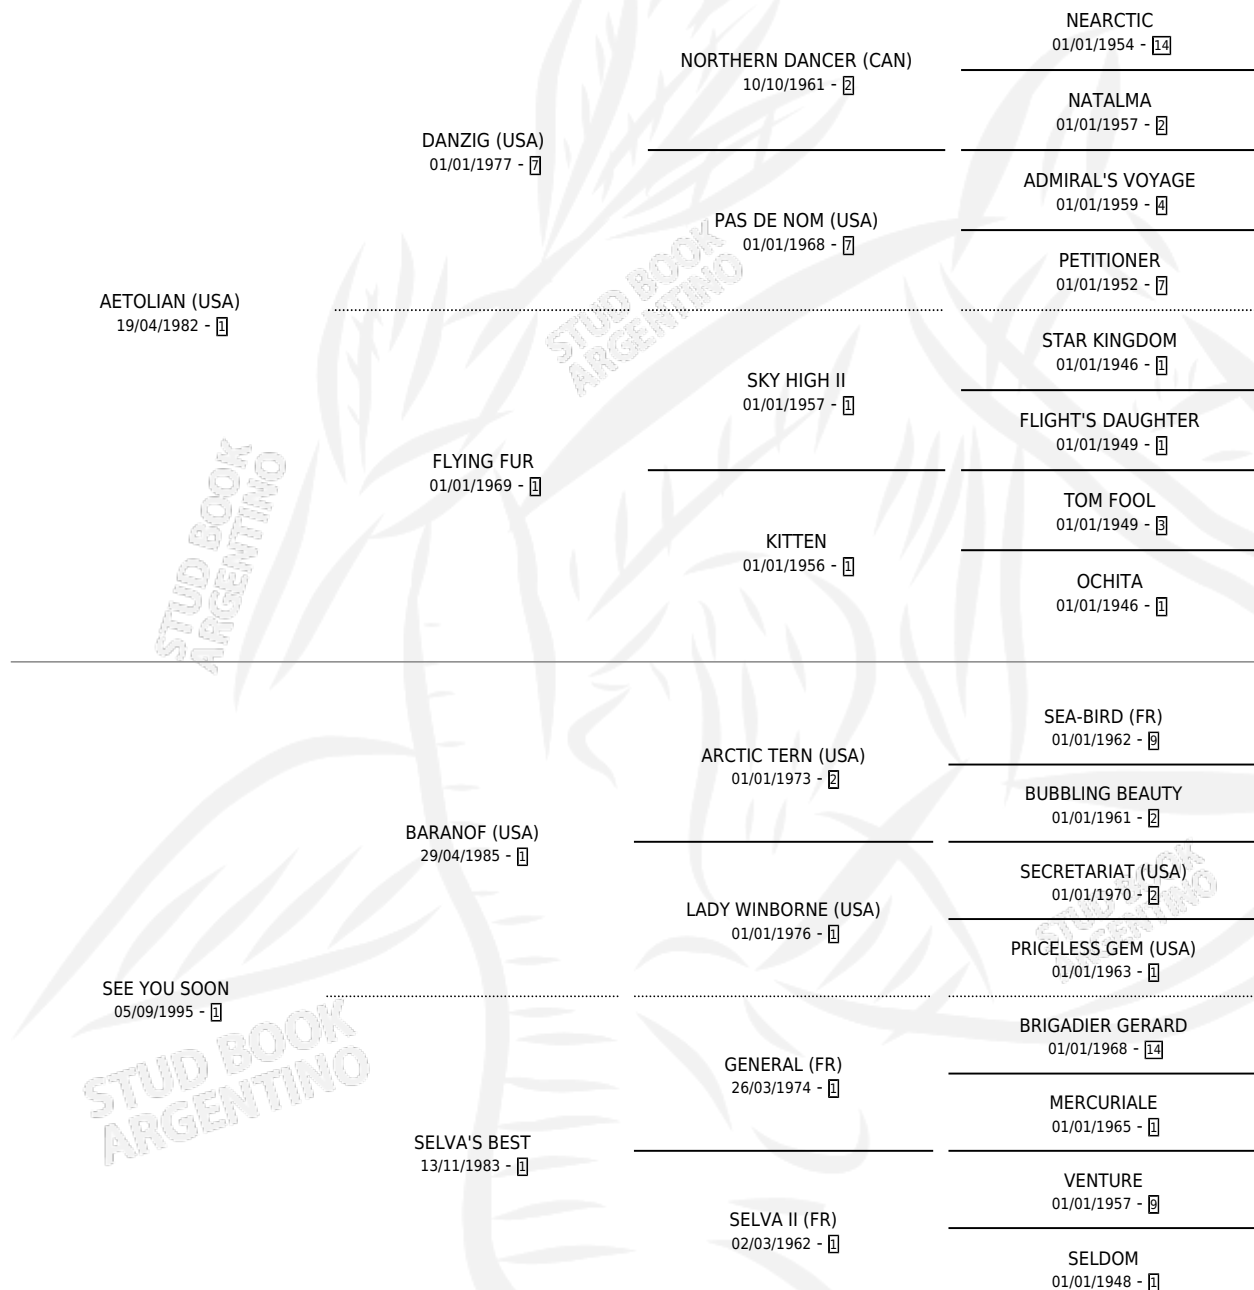 NEARCTIC
01/01/1954 - 14
NORTHERN DANCER (CAN)
10/10/1961 - 2
NATALMA
01/01/1957 - 2
DANZIG (USA)
01/01/1977 - 7
ADMIRAL'S VOYAGE
01/01/1959 - 4
PAS DE NOM (USA)
01/01/1968 - 7
PETITIONER
01/01/1952 - 7
AETOLIAN (USA)
19/04/1982 - 1
STAR KINGDOM
01/01/1946 - 1
SKY HIGH II
01/01/1957 - 1
FLIGHT'S DAUGHTER
01/01/1949 - 1
FLYING FUR
01/01/1969 - 1
TOM FOOL
01/01/1949 - 3
KITTEN
01/01/1956 - 1
OCHITA
01/01/1946 - 1
SEA-BIRD (FR)
01/01/1962 - 9
ARCTIC TERN (USA)
01/01/1973 - 2
BUBBLING BEAUTY
01/01/1961 - 2
BARANOF (USA)
29/04/1985 - 1
SECRETARIAT (USA)
01/01/1970 - 2
LADY WINBORNE (USA)
01/01/1976 - 1
PRICELESS GEM (USA)
01/01/1963 - 1
SEE YOU SOON
05/09/1995 - 1
BRIGADIER GERARD
01/01/1968 - 14
GENERAL (FR)
26/03/1974 - 1
MERCURIALE
01/01/1965 - 1
SELVA'S BEST
13/11/1983 - 1
VENTURE
01/01/1957 - 9
SELVA II (FR)
02/03/1962 - 1
SELDOM
01/01/1948 - 1
STUD BOOK
ARGENTINO
STUD BOOK
ARGENTINO
STUD BOOK
ARGENTINO
STUD BOOK
ARGENTINO